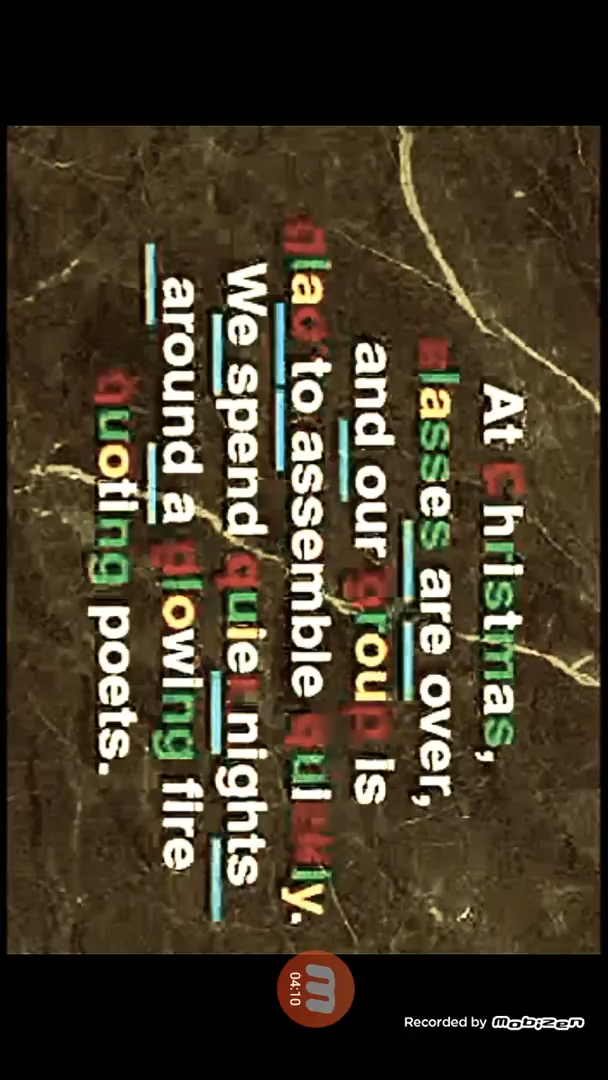 At Christmas,
classes are over,
and our group is
glad to assemble quickly.
We spend quiet nights
around a glowing fire
quoting poets.
04:10
Recorded by mobizen